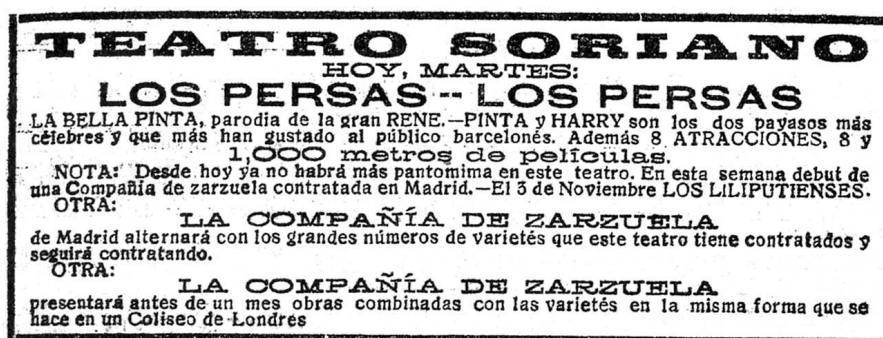 TEATRO SORIANO
HOY, MARTES:
LOS PERSAS -- LOS PERSAS
LA BELLA PINTA, parodia de la gran RENE.—PINTA y HARRY son los dos payasos más
célebres y que más han gustado al público barcelonés. Además 8 ATRACCIONES, 8 y
1,000 metros de películas.
NOTA: Desde hoy ya no habrá más pantomima en este teatro. En esta semana debut de
una Compañía de zarzuela contratada en Madrid.—El 3 de Noviembre LOS LILIPUTIENSES.
OTRA:
LA COMPAÑÍA DE ZARZUELA
de Madrid alternará con los grandes números de varietés que este teatro tiene contratados y
seguirá contratando.
OTRA:
LA COMPAÑÍA DE ZARZUELA
presentará antes de un mes obras combinadas con las varietés en la misma forma que se
hace en un Coliseo de Londres